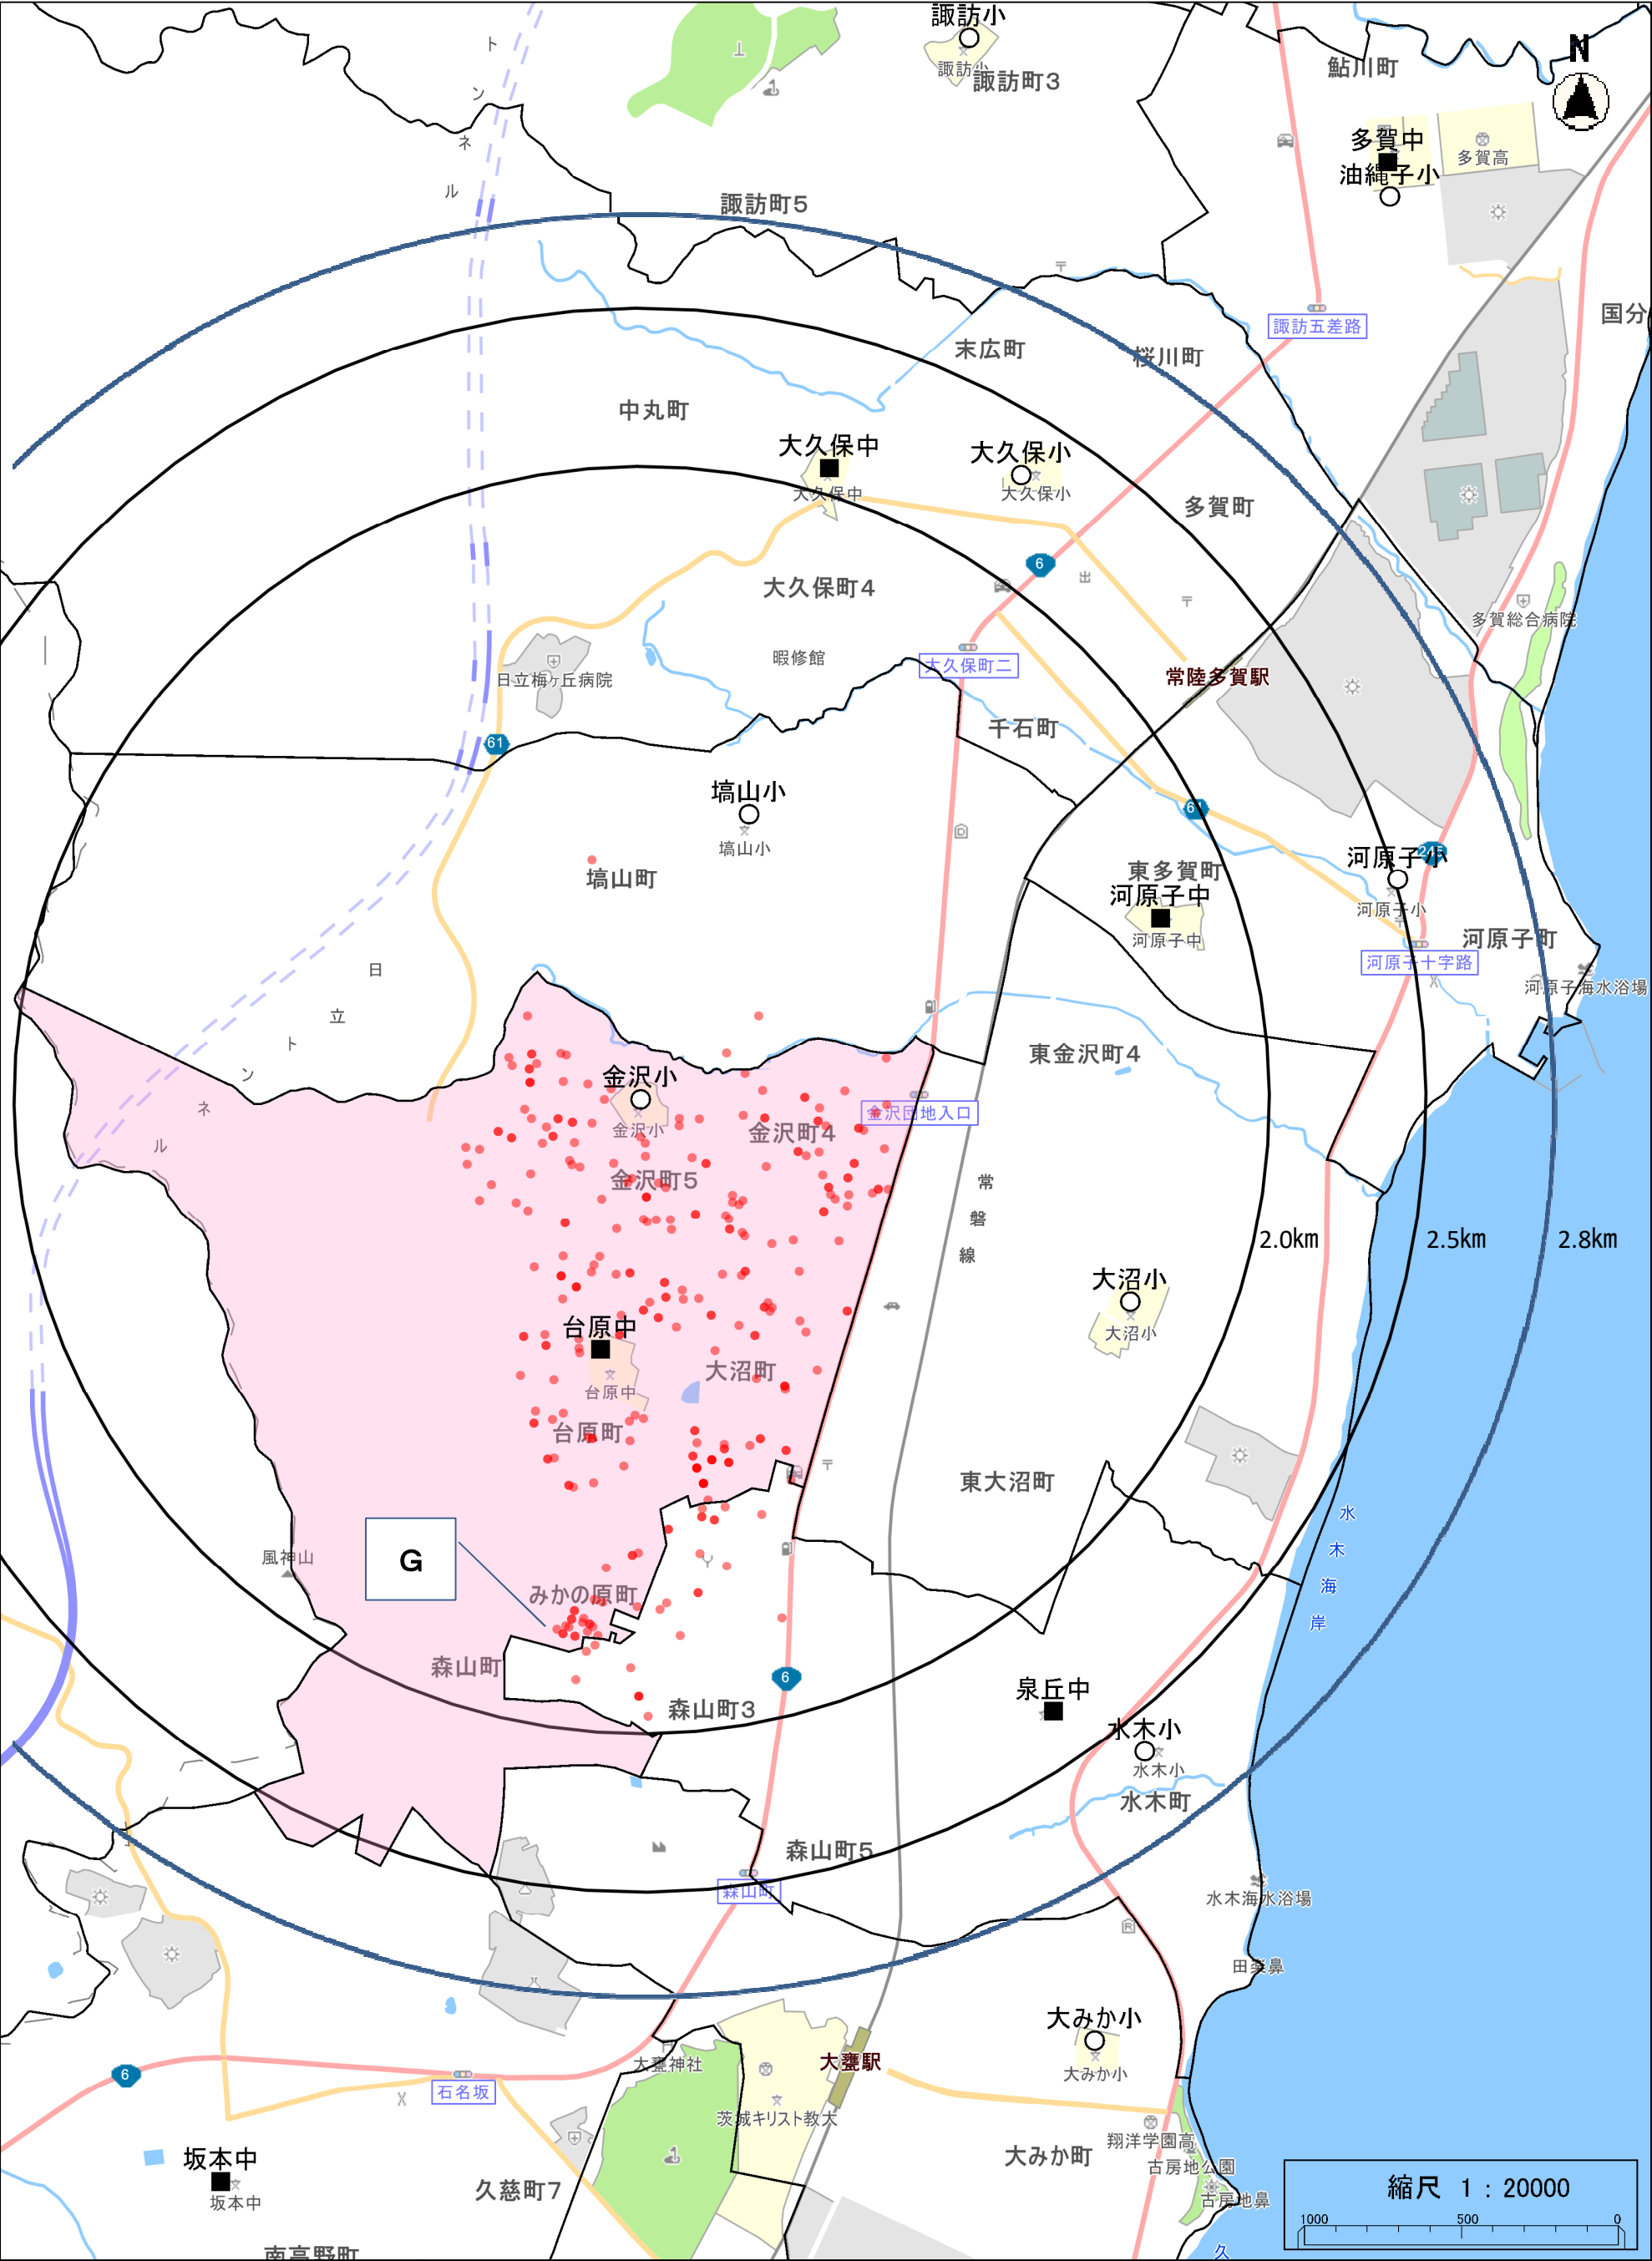 諏訪小
諏訪小
諏訪町3
鮎川町
N
多賀中
多賀高
油縄子小
トンネル
諏訪町5
国分
諏訪五差路
末広町
桜川町
中丸町
大久保中
大久保中
大久保小
大久保小
多賀町
6
大久保町4
多賀総合病院
暇修館
大久保町二
常陸多賀駅
日立梅ヶ丘病院
千石町
61
塙山小
塙山小
61
塙山町
河原子小
245
東多賀町
河原子中
河原子中
河原子小
河原子町
河原子十字路
河原子海水浴場
日立トンネル
東金沢町4
金沢小
金沢小
金沢団地入口
金沢町4
金沢町5
常磐線
2.0km
2.5km
2.8km
大沼小
大沼小
台原中
台原中
大沼町
台原町
東大沼町
水木海岸
風神山
G
みかの原町
森山町
6
森山町3
泉丘中
水木小
水木小
水木町
森山町5
森山町
水木海水浴場
田楽鼻
大みか小
大みか小
大甕神社
大甕駅
6
石名坂
茨城キリスト教大
翔洋学園高
大みか町
古房地公園
古房地鼻
坂本中
坂本中
久慈町7
南高野町
久
縮尺 1：20000
1000 500 0